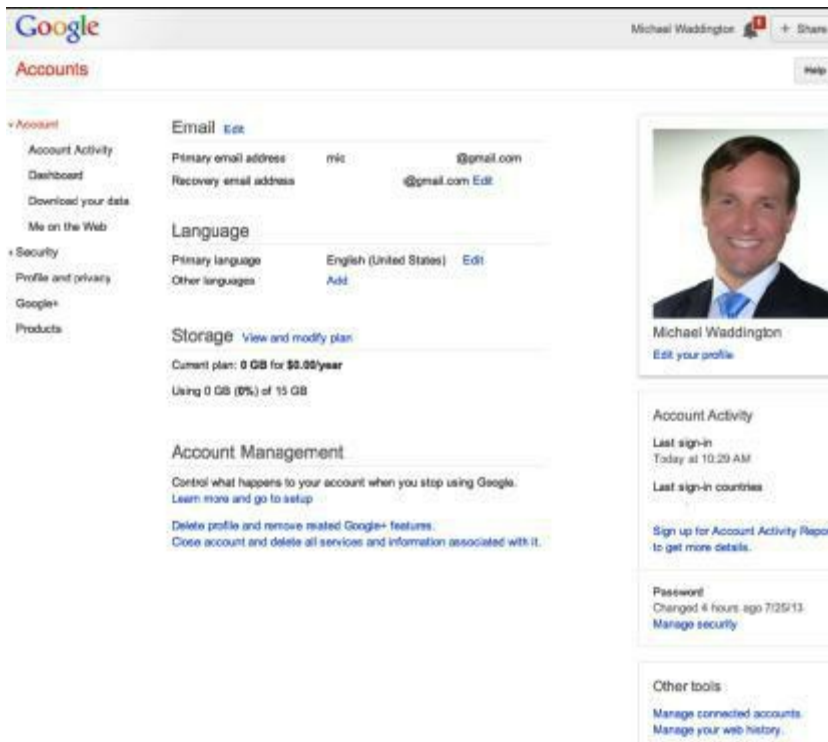 Google
Michael Waddington
+ Share
Accounts
Help
Account
Account Activity
Dashboard
Download your data
Me on the Web
Security
Profile and privacy
Google+
Products
Email Edit
Primary email address mic @gmail.com
Recovery email address @gmail.com Edit
Language
Primary language English (United States) Edit
Other languages Add
Storage View and modify plan
Current plan: 0 GB for $0.00/year
Using 0 GB (0%) of 15 GB
Account Management
Control what happens to your account when you stop using Google.
Learn more and go to setup
Delete profile and remove related Google+ features.
Close account and delete all services and information associated with it.
Michael Waddington
Edit your profile
Account Activity
Last sign-in
Today at 10:29 AM
Last sign-in countries
Sign up for Account Activity Repor
to get more details.
Password
Changed 4 hours ago 7/25/13
Manage security
Other tools
Manage connected accounts.
Manage your web history.